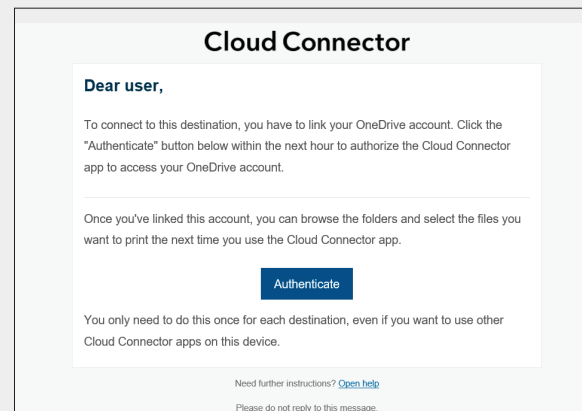 Cloud Connector
Dear user,
To connect to this destination, you have to link your OneDrive account. Click the
"Authenticate" button below within the next hour to authorize the Cloud Connector
app to access your OneDrive account.
Once you've linked this account, you can browse the folders and select the files you
want to print the next time you use the Cloud Connector app.
Authenticate
You only need to do this once for each destination, even if you want to use other
Cloud Connector apps on this device.
Need further instructions? Open help
Please do not reply to this message.